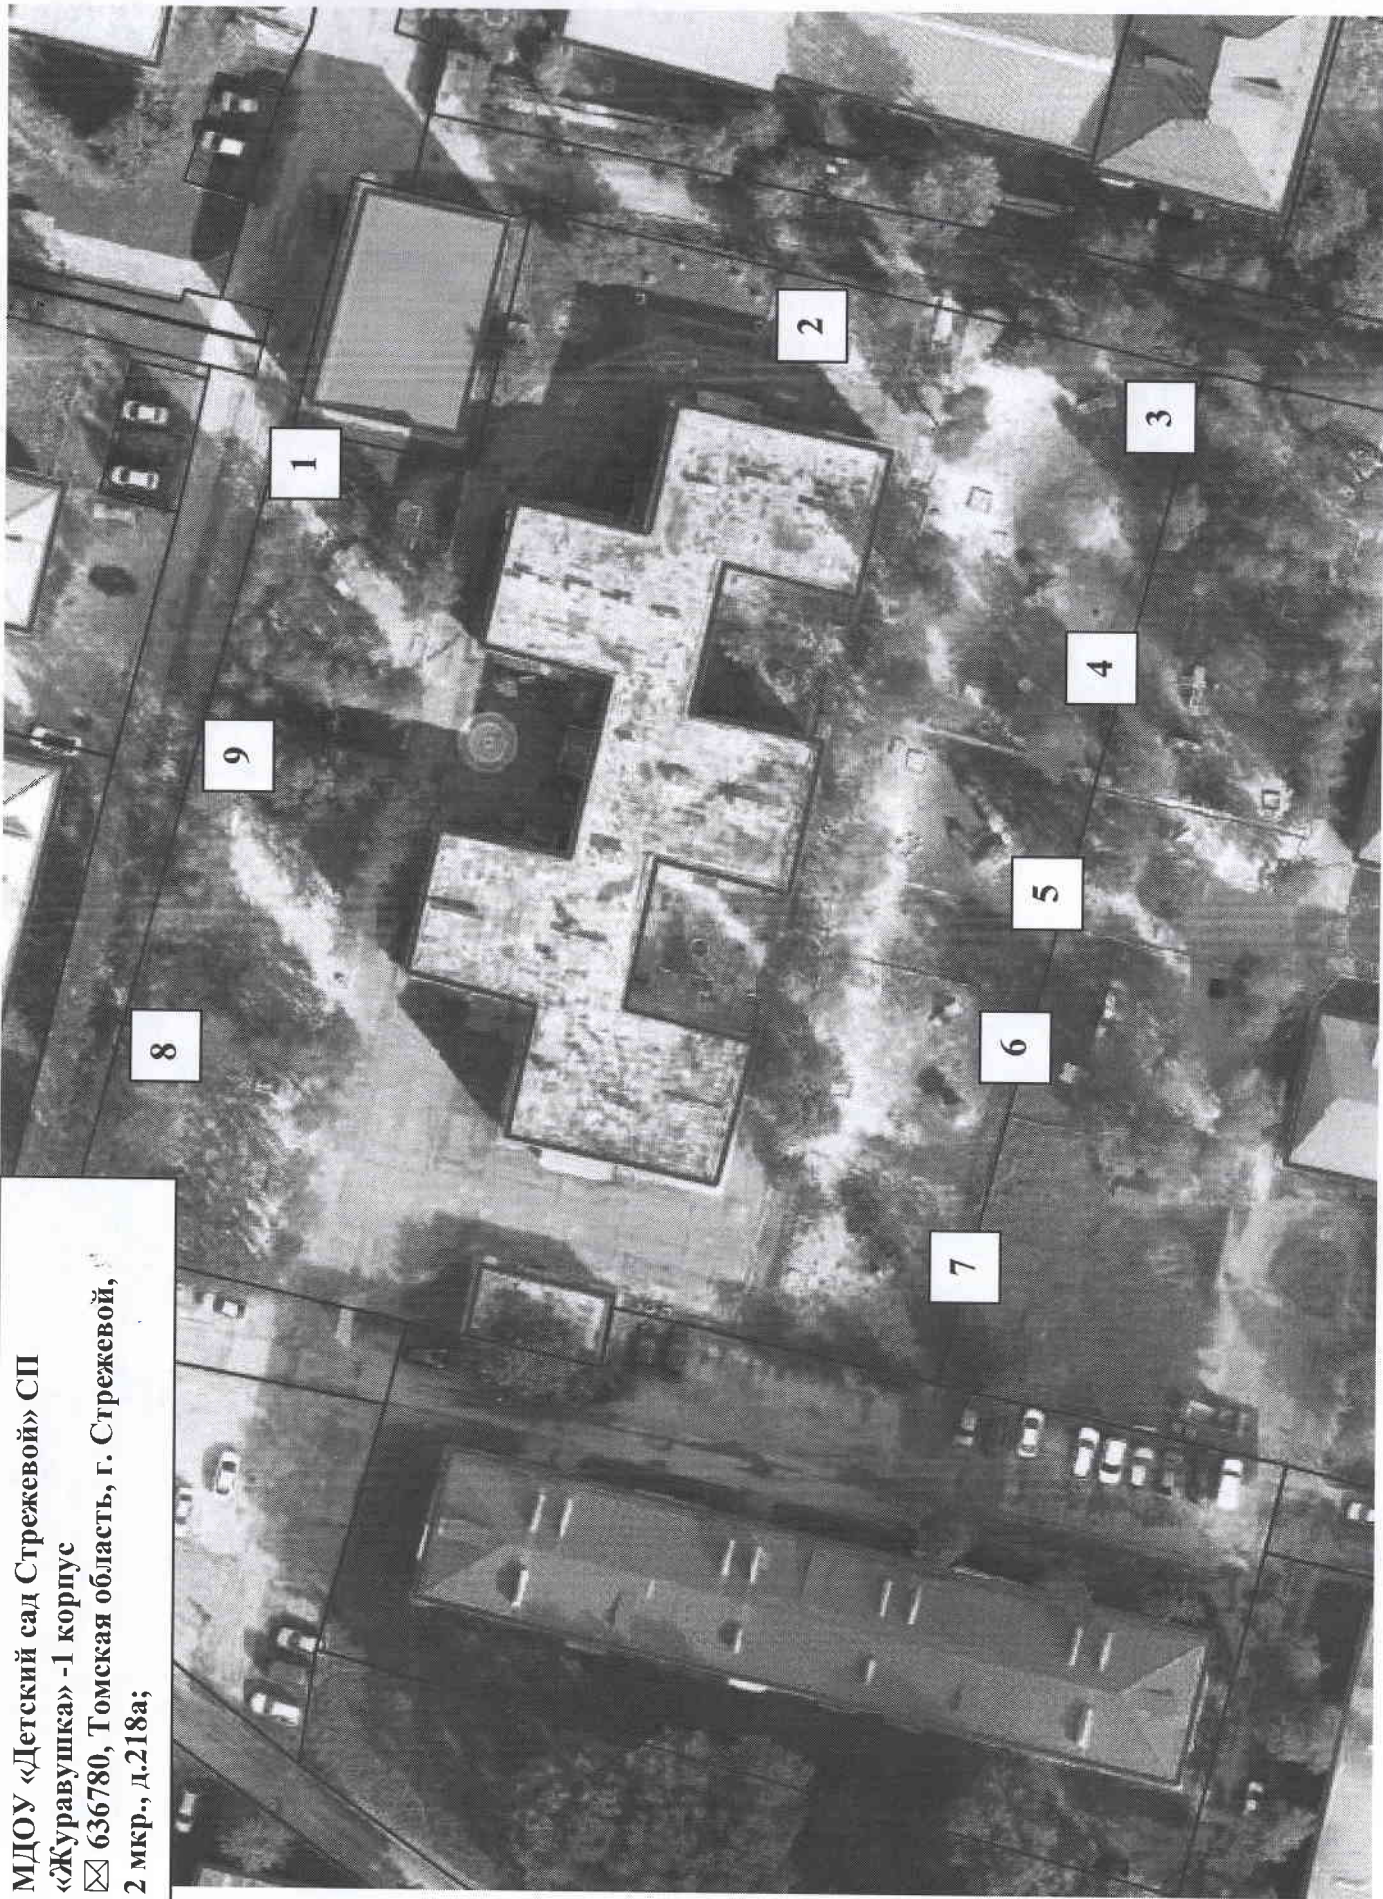 МДОУ «Детский сад Стрежевой» СП
«Журавушка» -1 корпус
✉ 636780, Томская область, г. Стрежевой,
2 мкр., д.218а;
1
2
3
4
5
6
7
8
9